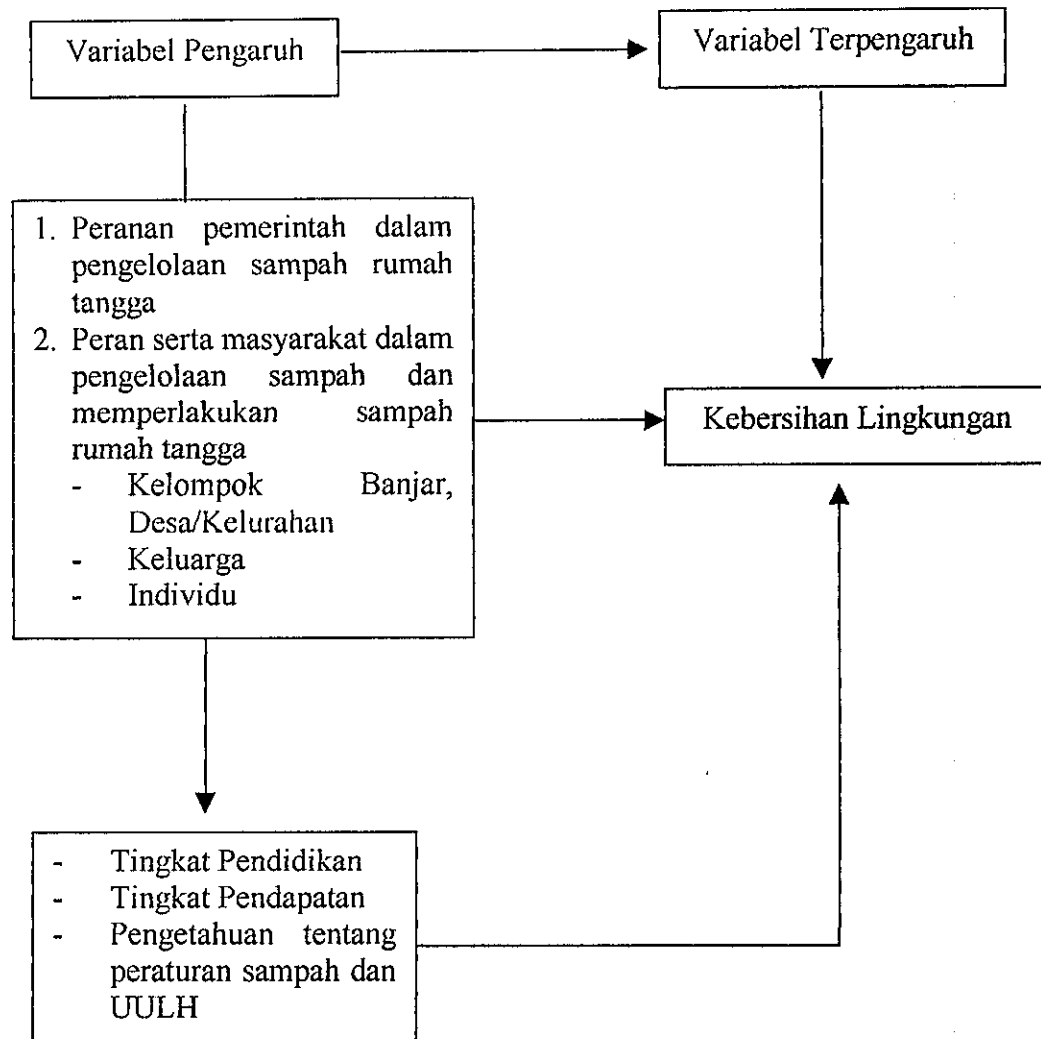 Variabel Pengaruh
Variabel Terpengaruh
1. Peranan pemerintah dalam
pengelolaan sampah rumah
tangga
2. Peran serta masyarakat dalam
pengelolaan sampah dan
memperlakukan sampah
rumah tangga
- Kelompok Banjar,
Desa/Kelurahan
- Keluarga
- Individu
Kebersihan Lingkungan
- Tingkat Pendidikan
- Tingkat Pendapatan
- Pengetahuan tentang
peraturan sampah dan
UULH